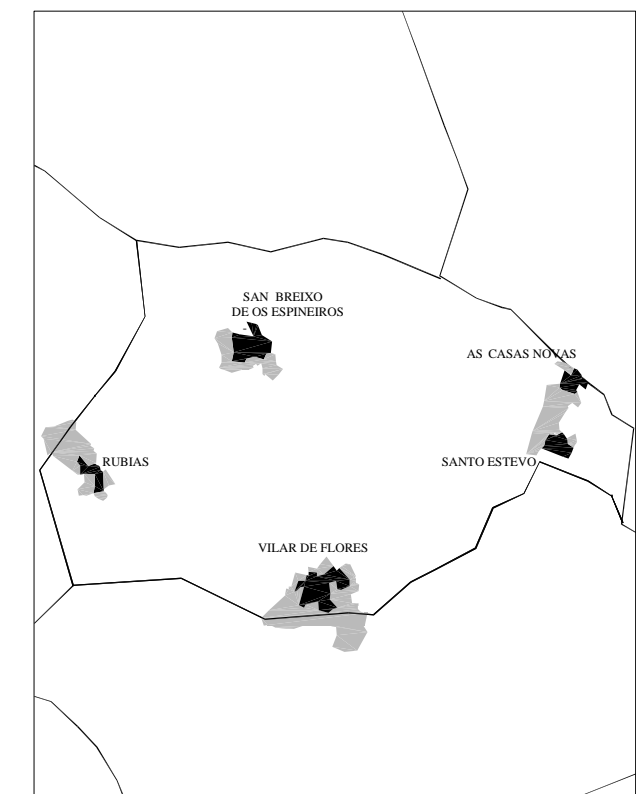 SAN BREIXO
DE OS ESPINEIROS
AS CASAS NOVAS
RUBIAS
SANTO ESTEVO
VILAR DE FLORES